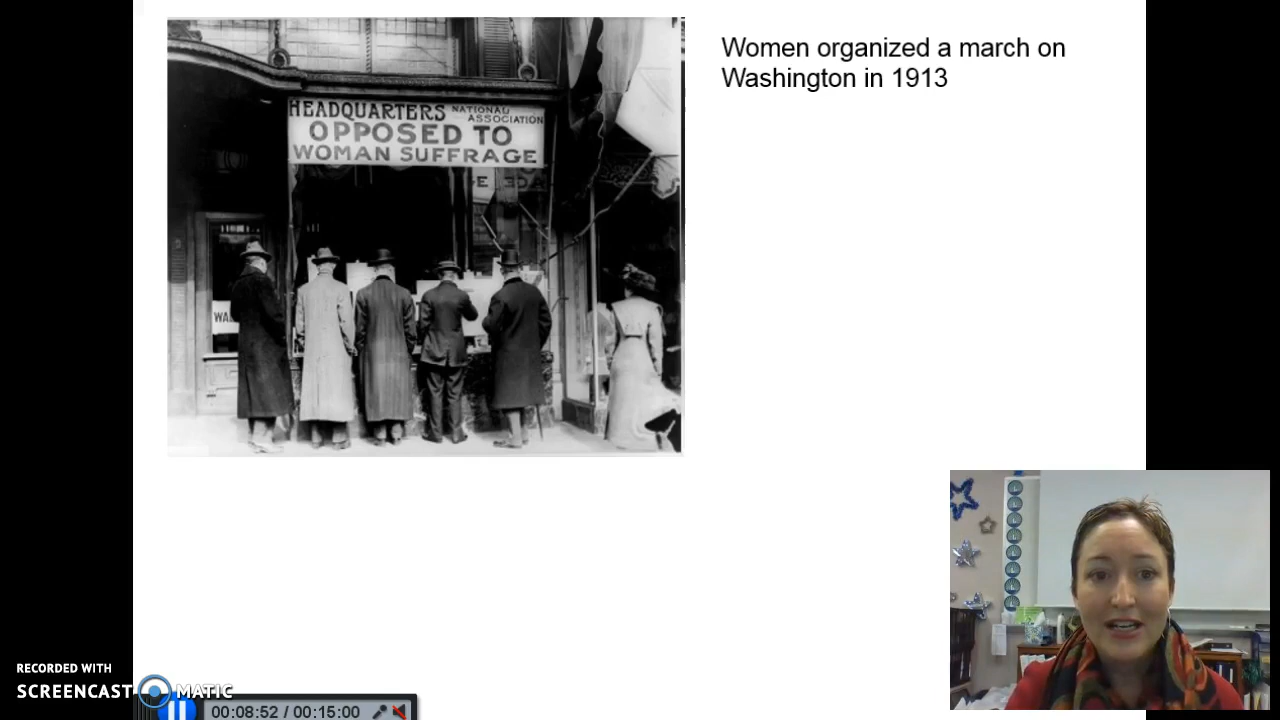 Women organized a march on
Washington in 1913
HEADQUARTERS NATIONAL ASSOCIATION
OPPOSED TO
WOMAN SUFFRAGE
WA
RECORDED WITH
SCREENCAST MATIC
00:08:52 / 00:15:00